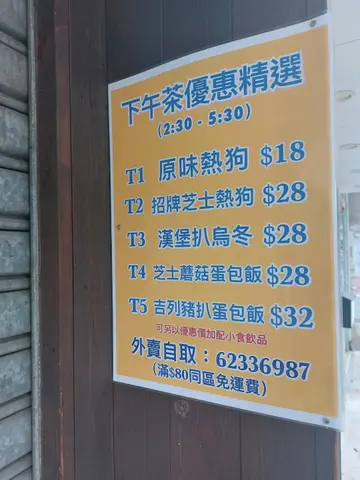 下午茶優惠精選
(2:30 - 5:30)
T1 原味熱狗 $18
T2 招牌芝士熱狗 $28
T3 漢堡扒烏冬 $28
T4 芝士蘑菇蛋包飯 $28
T5 吉列豬扒蛋包飯 $32
可另以優惠價加配小食飲品
外賣自取：62336987
(滿$80同區免運費)